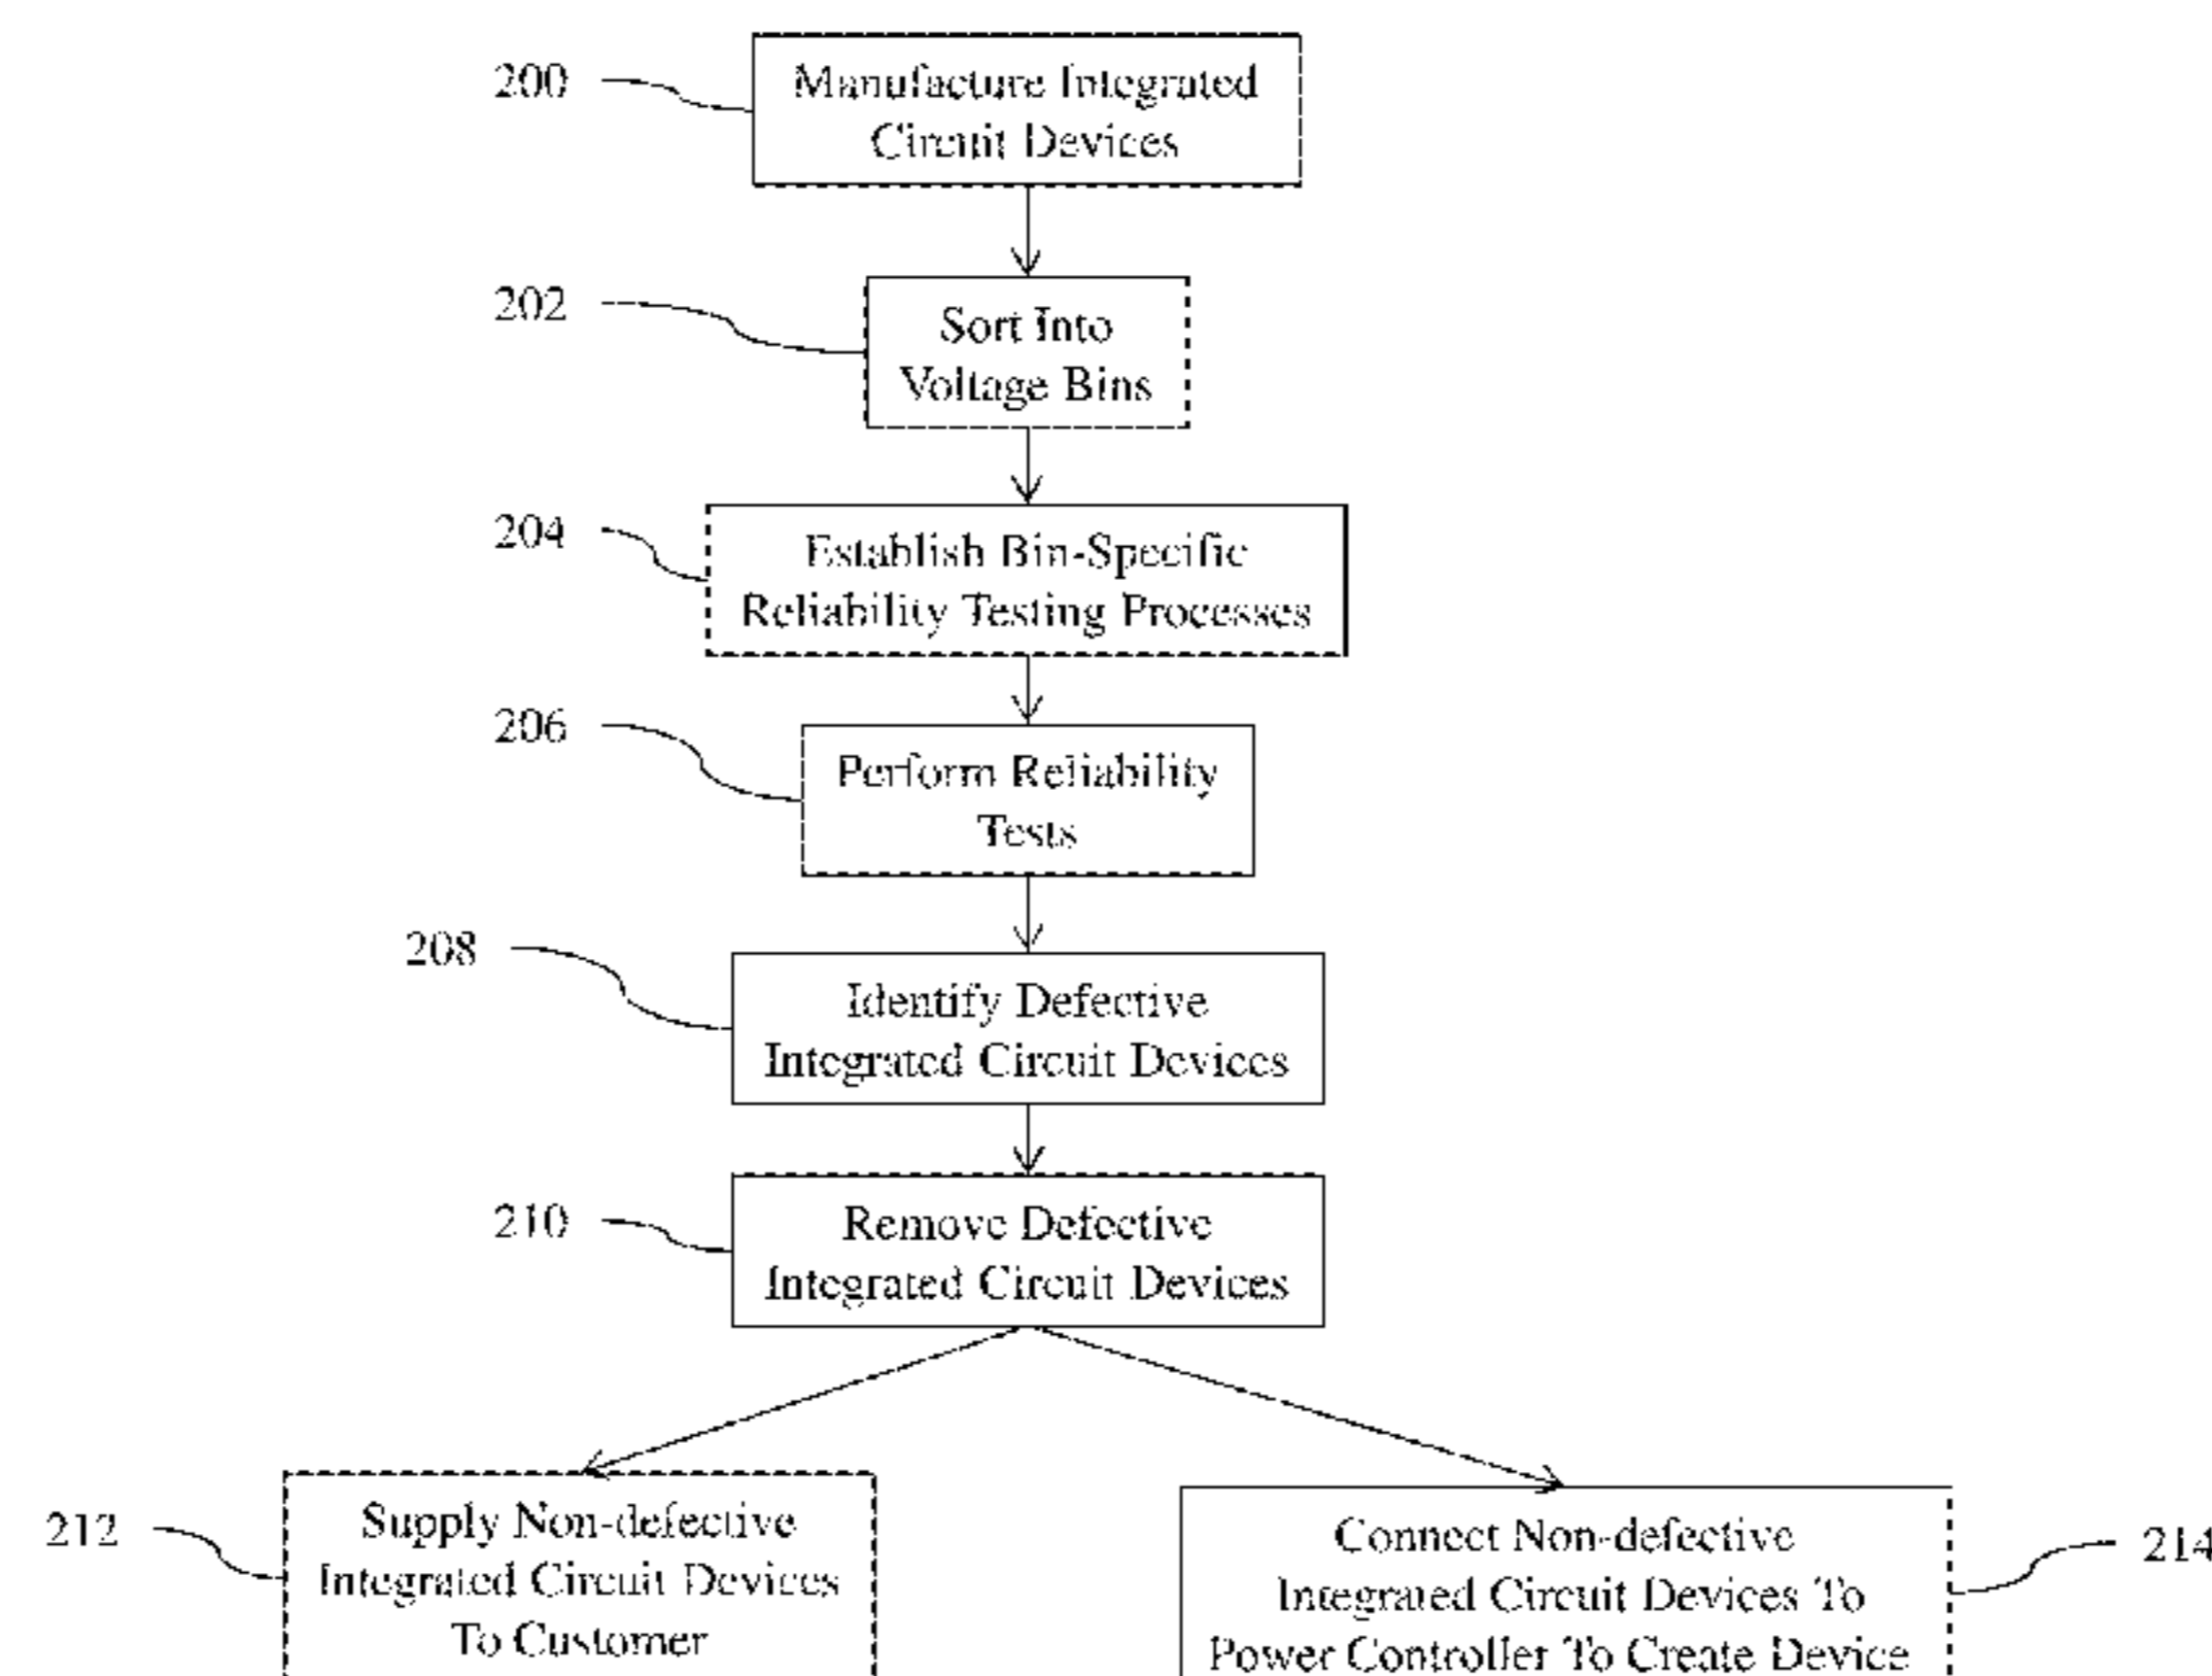 200
Manufacture Integrated
Circuit Devices
202
Sort Into
Voltage Bins
204
Establish Bin-Specific
Reliability Testing Processes
206
Perform Reliability
Tests
208
Identify Defective
Integrated Circuit Devices
210
Remove Defective
Integrated Circuit Devices
212
Supply Non-defective
Integrated Circuit Devices
To Customer
Connect Non-defective
Integrated Circuit Devices To
Power Controller To Create Device
214